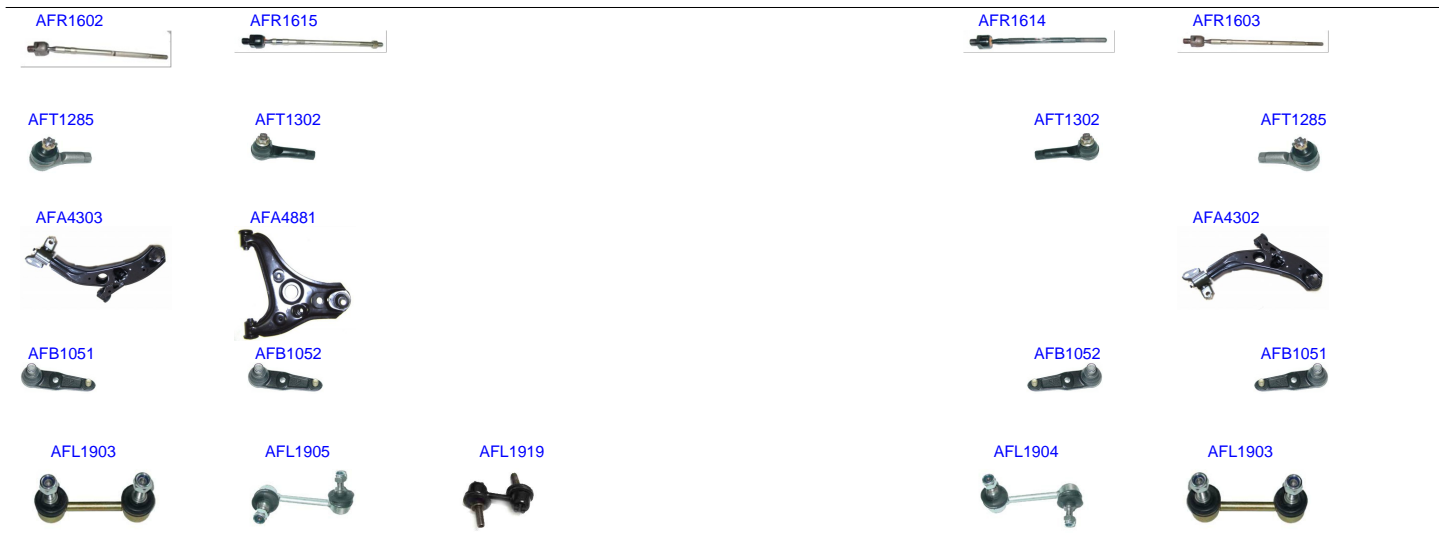 AFR1602 AFR1615 AFR1614 AFR1603
AFT1285 AFT1302 AFT1302 AFT1285
AFA4303 AFA4881 AFA4302
AFB1051 AFB1052 AFB1052 AFB1051
AFL1903 AFL1905 AFL1919 AFL1904 AFL1903